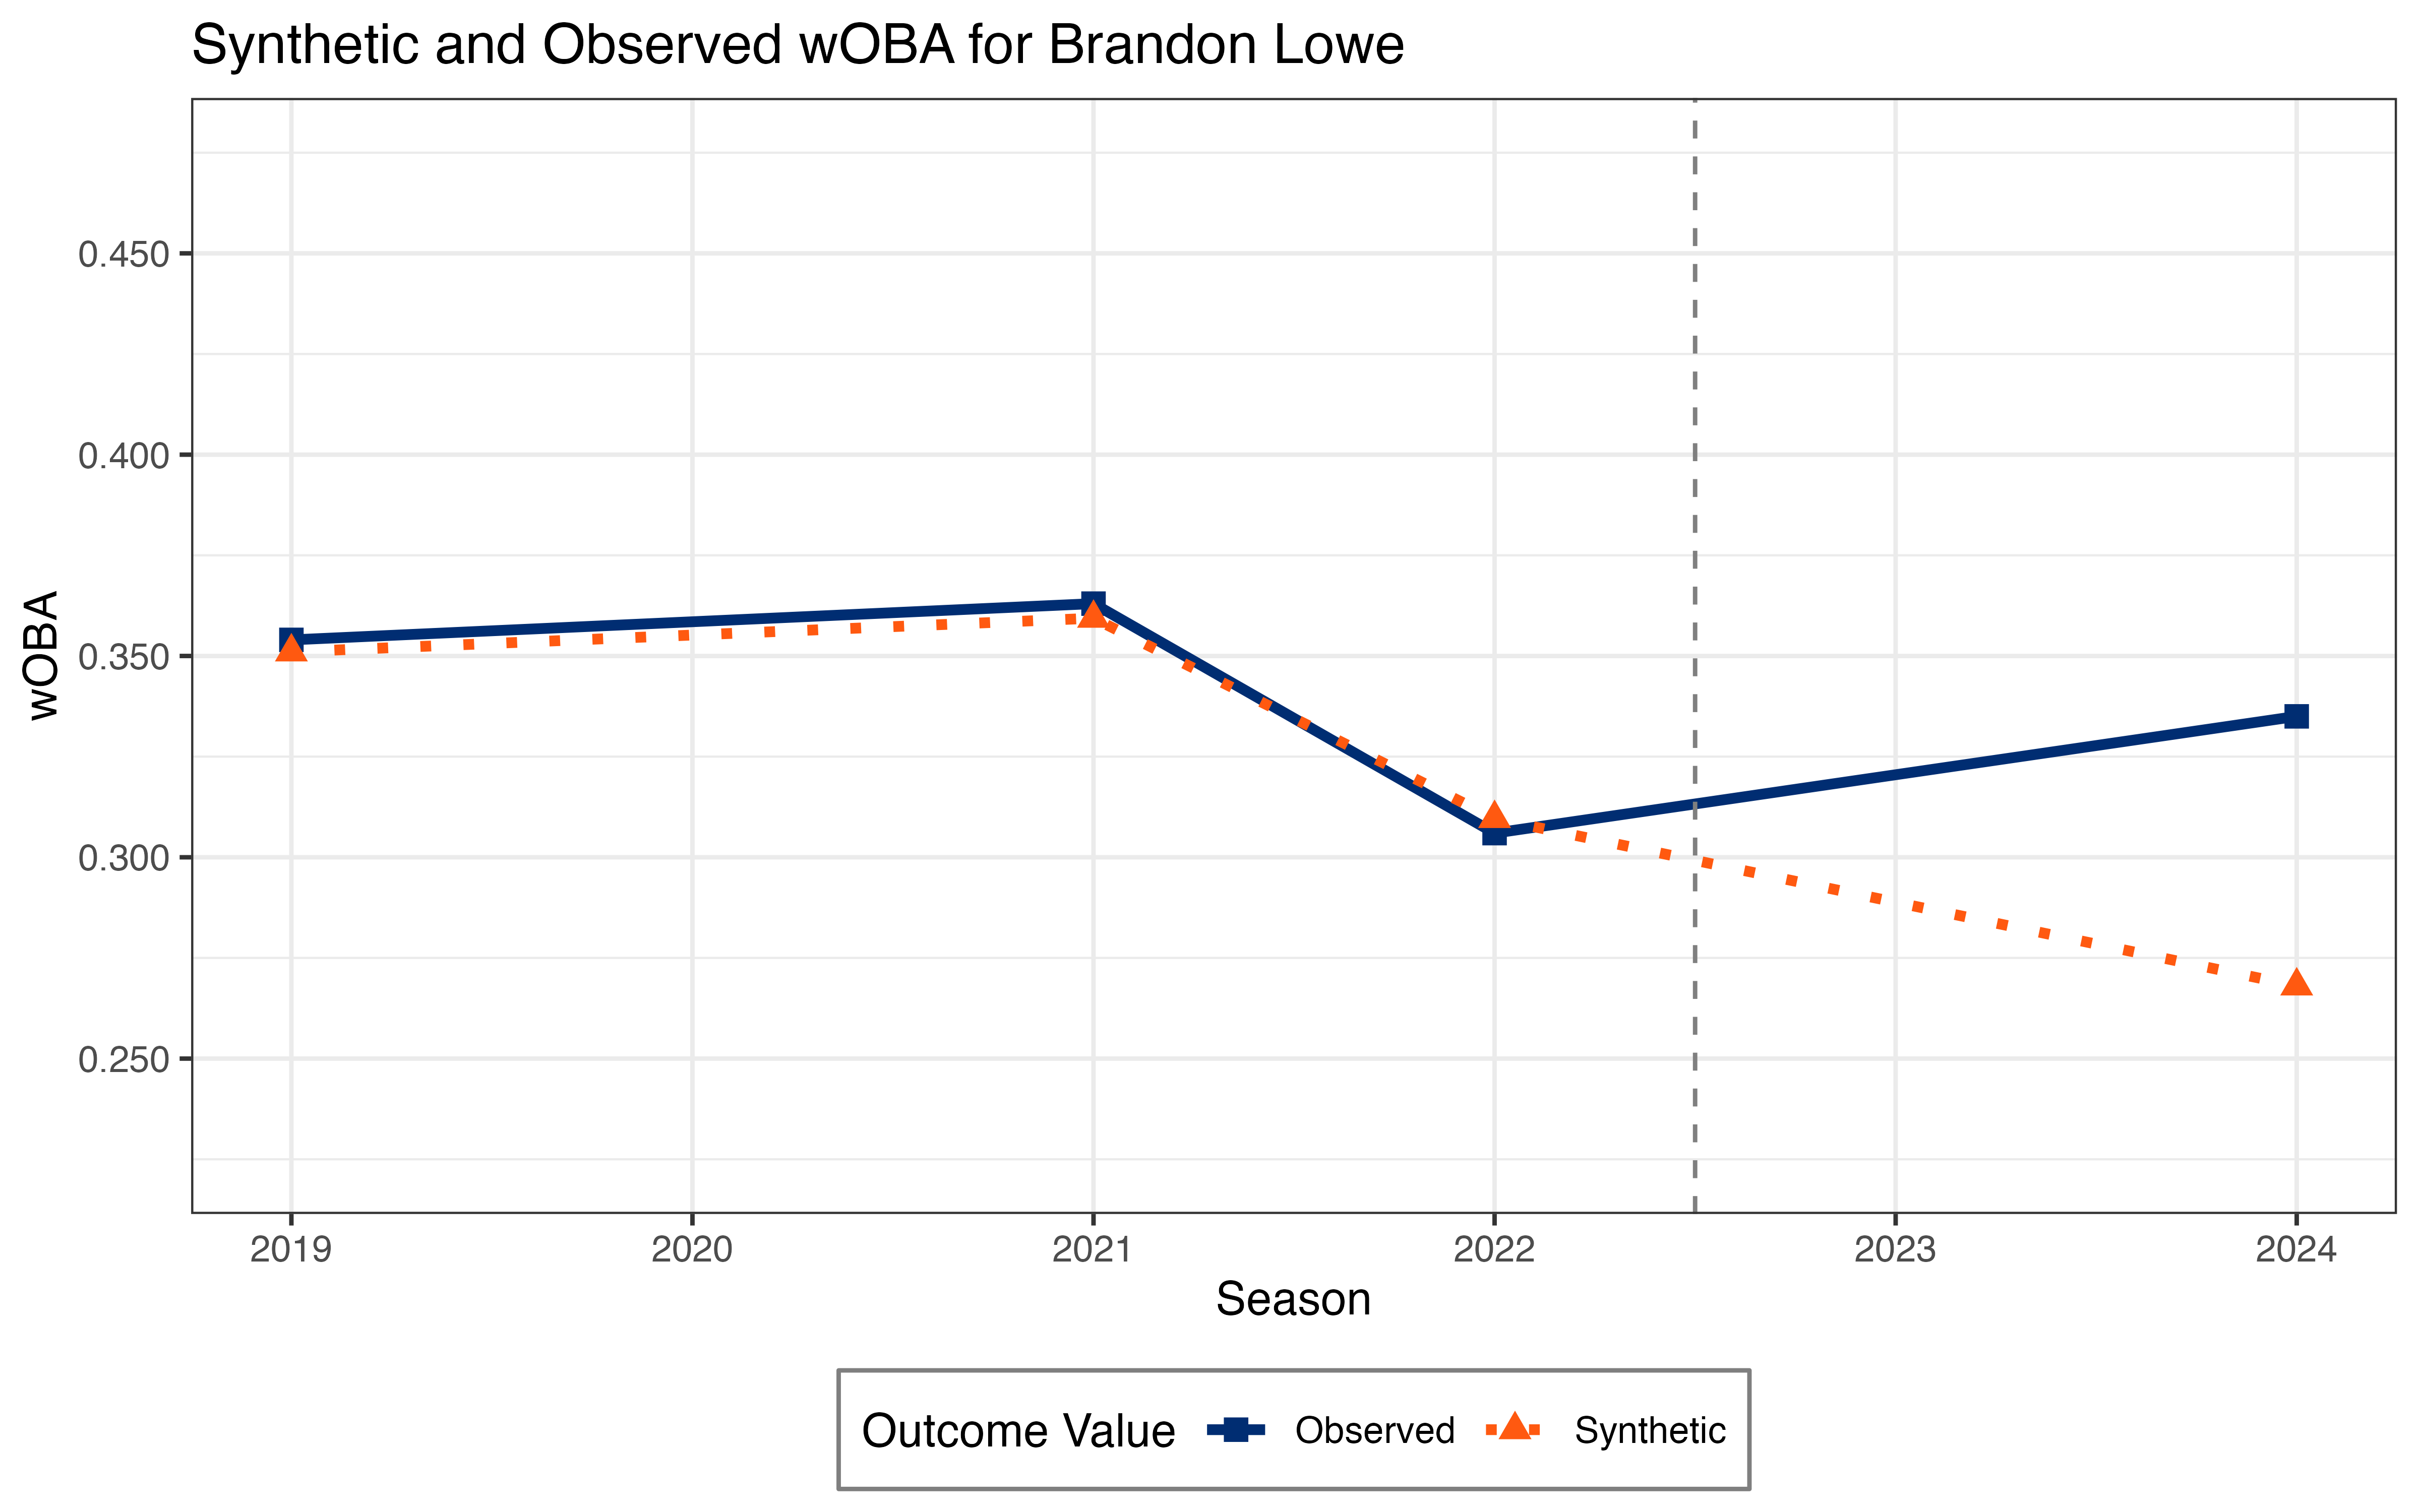 Synthetic and Observed wOBA for Brandon Lowe
wOBA
0.450
0.400
0.350
0.300
0.250
2019 2020 2021 2022 2023 2024
Season
Outcome Value Observed Synthetic